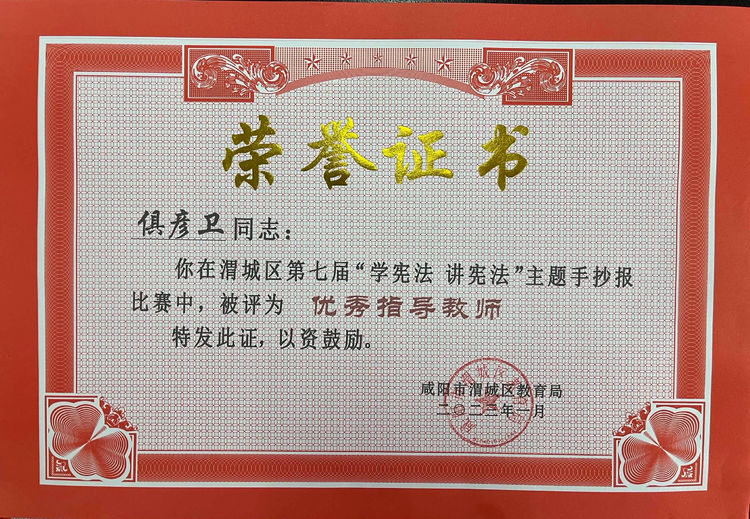 荣誉证书
俱彦卫同志：
你在渭城区第七届“学宪法 讲宪法”主题手抄报
比赛中，被评为 优秀指导教师
特发此证，以资鼓励。
咸阳市渭城区教育局
二〇二三年一月